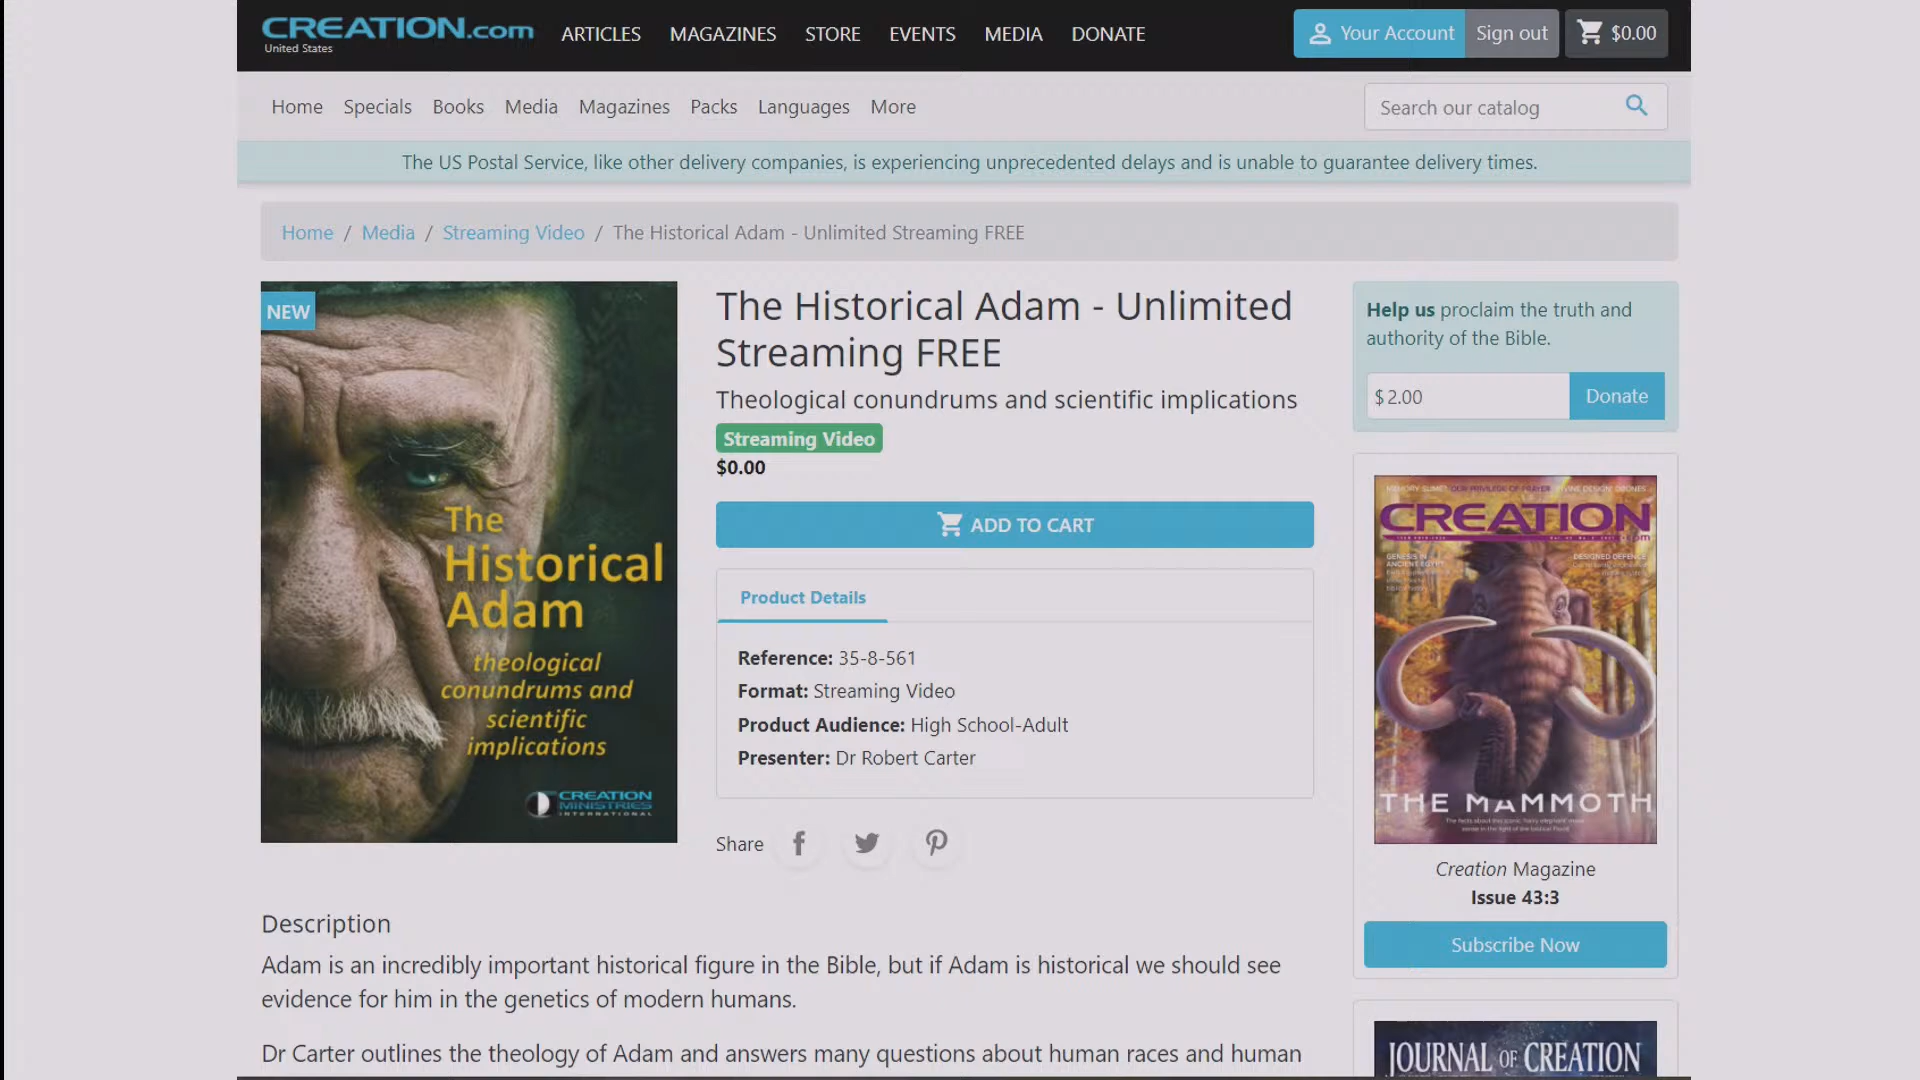 CREATION.com
United States
ARTICLES MAGAZINES STORE EVENTS MEDIA DONATE
Your Account Sign out $0.00
Home Specials Books Media Magazines Packs Languages More
Search our catalog
The US Postal Service, like other delivery companies, is experiencing unprecedented delays and is unable to guarantee delivery times.
Home / Media / Streaming Video / The Historical Adam - Unlimited Streaming FREE
NEW
The
Historical
Adam
theological
conundrums and
scientific
implications
CREATION
MINISTRIES
INTERNATIONAL
The Historical Adam - Unlimited
Streaming FREE
Theological conundrums and scientific implications
Streaming Video
$0.00
ADD TO CART
Product Details
Reference: 35-8-561
Format: Streaming Video
Product Audience: High School-Adult
Presenter: Dr Robert Carter
Share
Description
Adam is an incredibly important historical figure in the Bible, but if Adam is historical we should see
evidence for him in the genetics of modern humans.
Dr Carter outlines the theology of Adam and answers many questions about human races and human
Help us proclaim the truth and
authority of the Bible.
$ 2.00 Donate
CREATION
.com
GENESIS IN
ANCIENT EGYPT
DESIGNED DEFENCE
THE MAMMOTH
Creation Magazine
Issue 43:3
Subscribe Now
JOURNAL OF CREATION